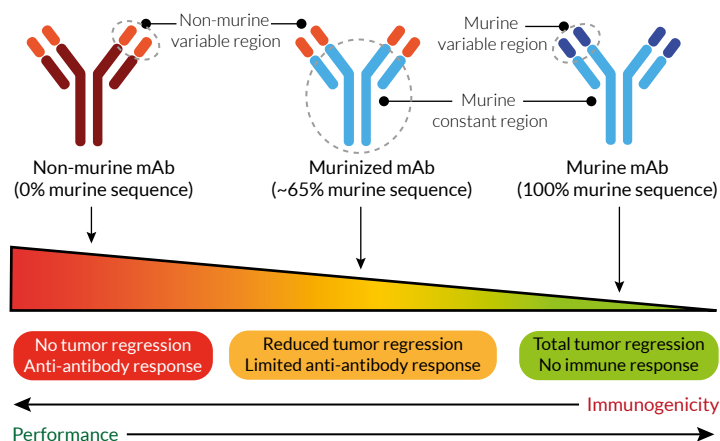 Non-murine
variable region
Murine
variable region
Murine
constant region
Non-murine mAb
(0% murine sequence)
Murinized mAb
(~65% murine sequence)
Murine mAb
(100% murine sequence)
No tumor regression
Anti-antibody response
Reduced tumor regression
Limited anti-antibody response
Total tumor regression
No immune response
Immunogenicity
Performance